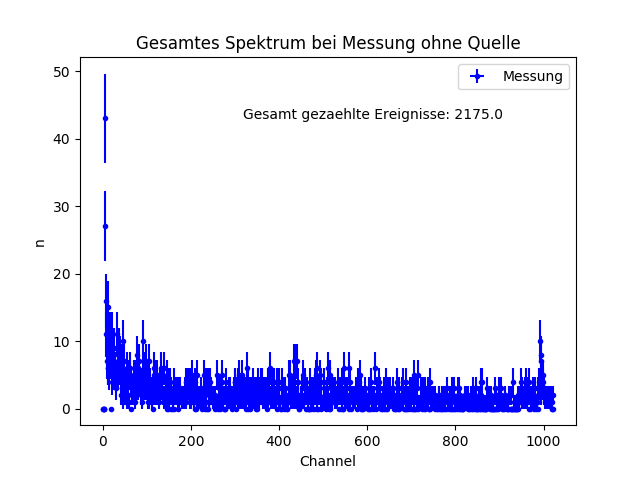 Gesamtes Spektrum bei Messung ohne Quelle
Messung
Gesamt gezaehlte Ereignisse: 2175.0
50
40
30
20
10
0
n
0 200 400 600 800 1000
Channel